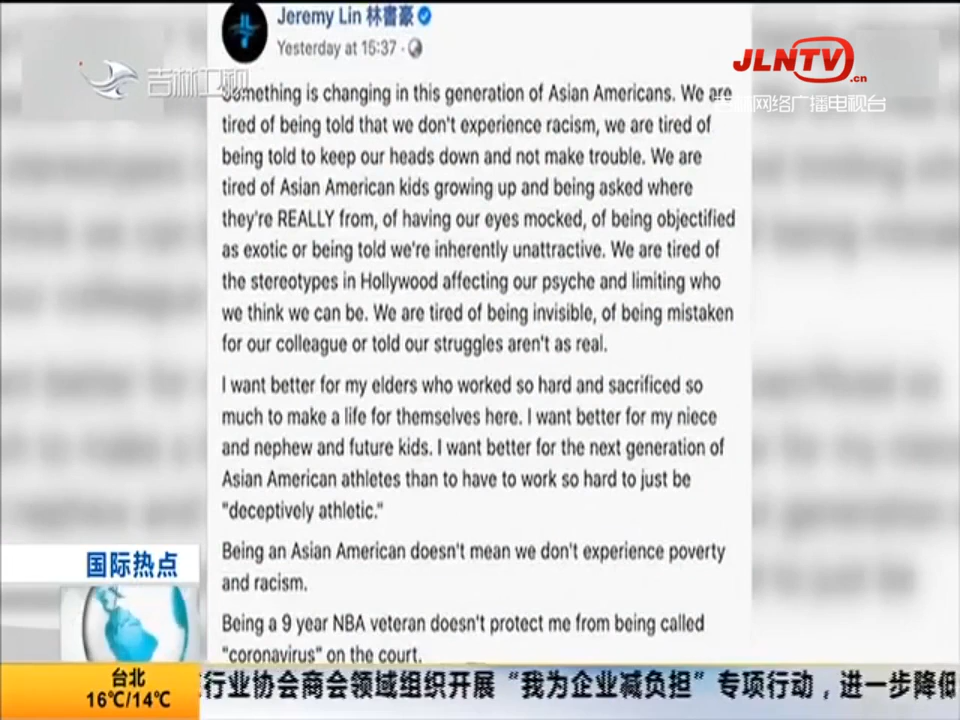 Jeremy Lin 林書豪
Yesterday at 15:37
JLNTV.cn
吉林卫视
网络广播电视台
Something is changing in this generation of Asian Americans. We are
tired of being told that we don't experience racism, we are tired of
being told to keep our heads down and not make trouble. We are
tired of Asian American kids growing up and being asked where
they're REALLY from, of having our eyes mocked, of being objectified
as exotic or being told we're inherently unattractive. We are tired of
the stereotypes in Hollywood affecting our psyche and limiting who
we think we can be. We are tired of being invisible, of being mistaken
for our colleague or told our struggles aren't as real.
I want better for my elders who worked so hard and sacrificed so
much to make a life for themselves here. I want better for my niece
and nephew and future kids. I want better for the next generation of
Asian American athletes than to have to work so hard to just be
"deceptively athletic."
Being an Asian American doesn't mean we don't experience poverty
and racism.
Being a 9 year NBA veteran doesn't protect me from being called
"coronavirus" on the court.
国际热点
台北
16℃/14℃
行业协会商会领域组织开展“我为企业减负担”专项行动，进一步降低